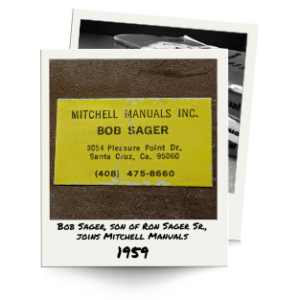 MITCHELL MANUALS INC.
BOB SAGER
3054 Pleasure Point Dr.
Santa Cruz, Ca. 95060
(408) 475-8660
Bob Sager, son of Ron Sager Sr.,
joins Mitchell Manuals
1959